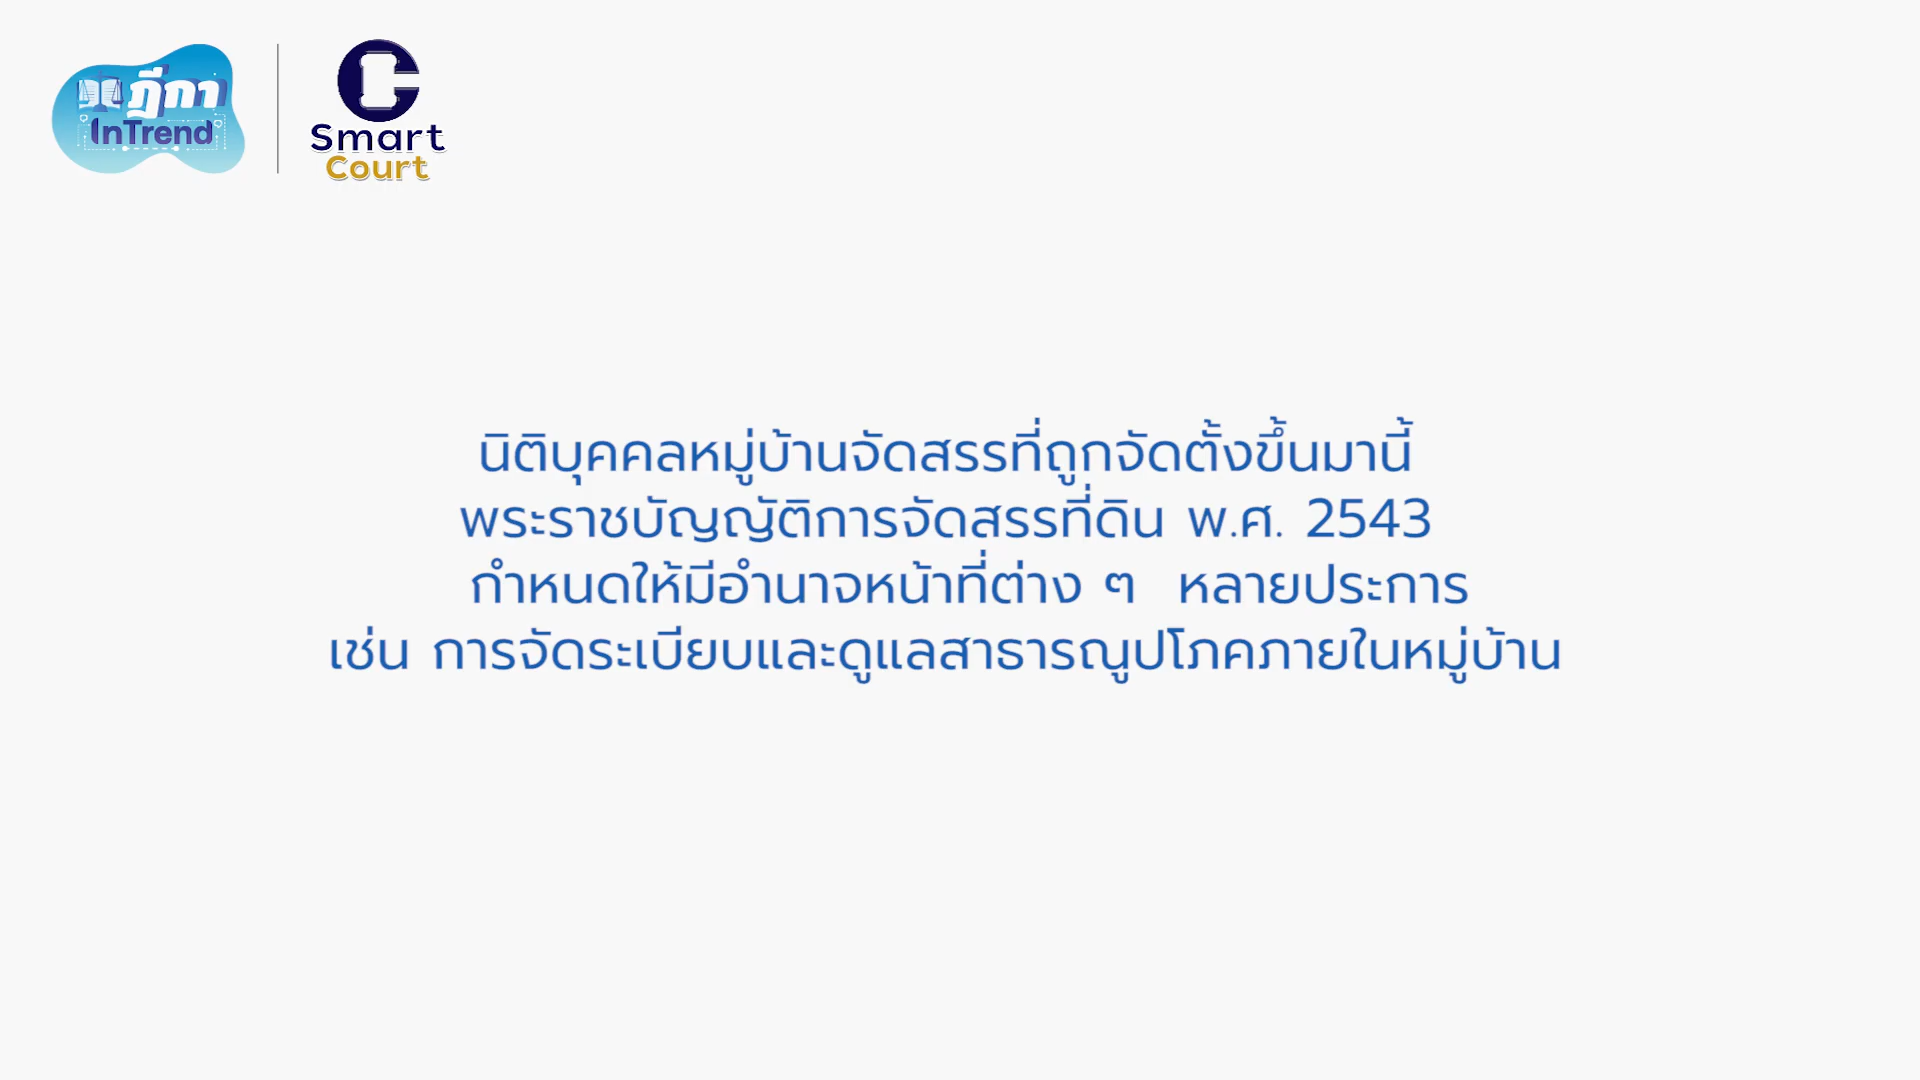 ฎีกา
InTrend
Smart
Court
นิติบุคคลหมู่บ้านจัดสรรที่ถูกจัดตั้งขึ้นมานี้
พระราชบัญญัติการจัดสรรที่ดิน พ.ศ. 2543
กำหนดให้มีอำนาจหน้าที่ต่าง ๆ  หลายประการ
เช่น การจัดระเบียบและดูแลสาธารณูปโภคภายในหมู่บ้าน